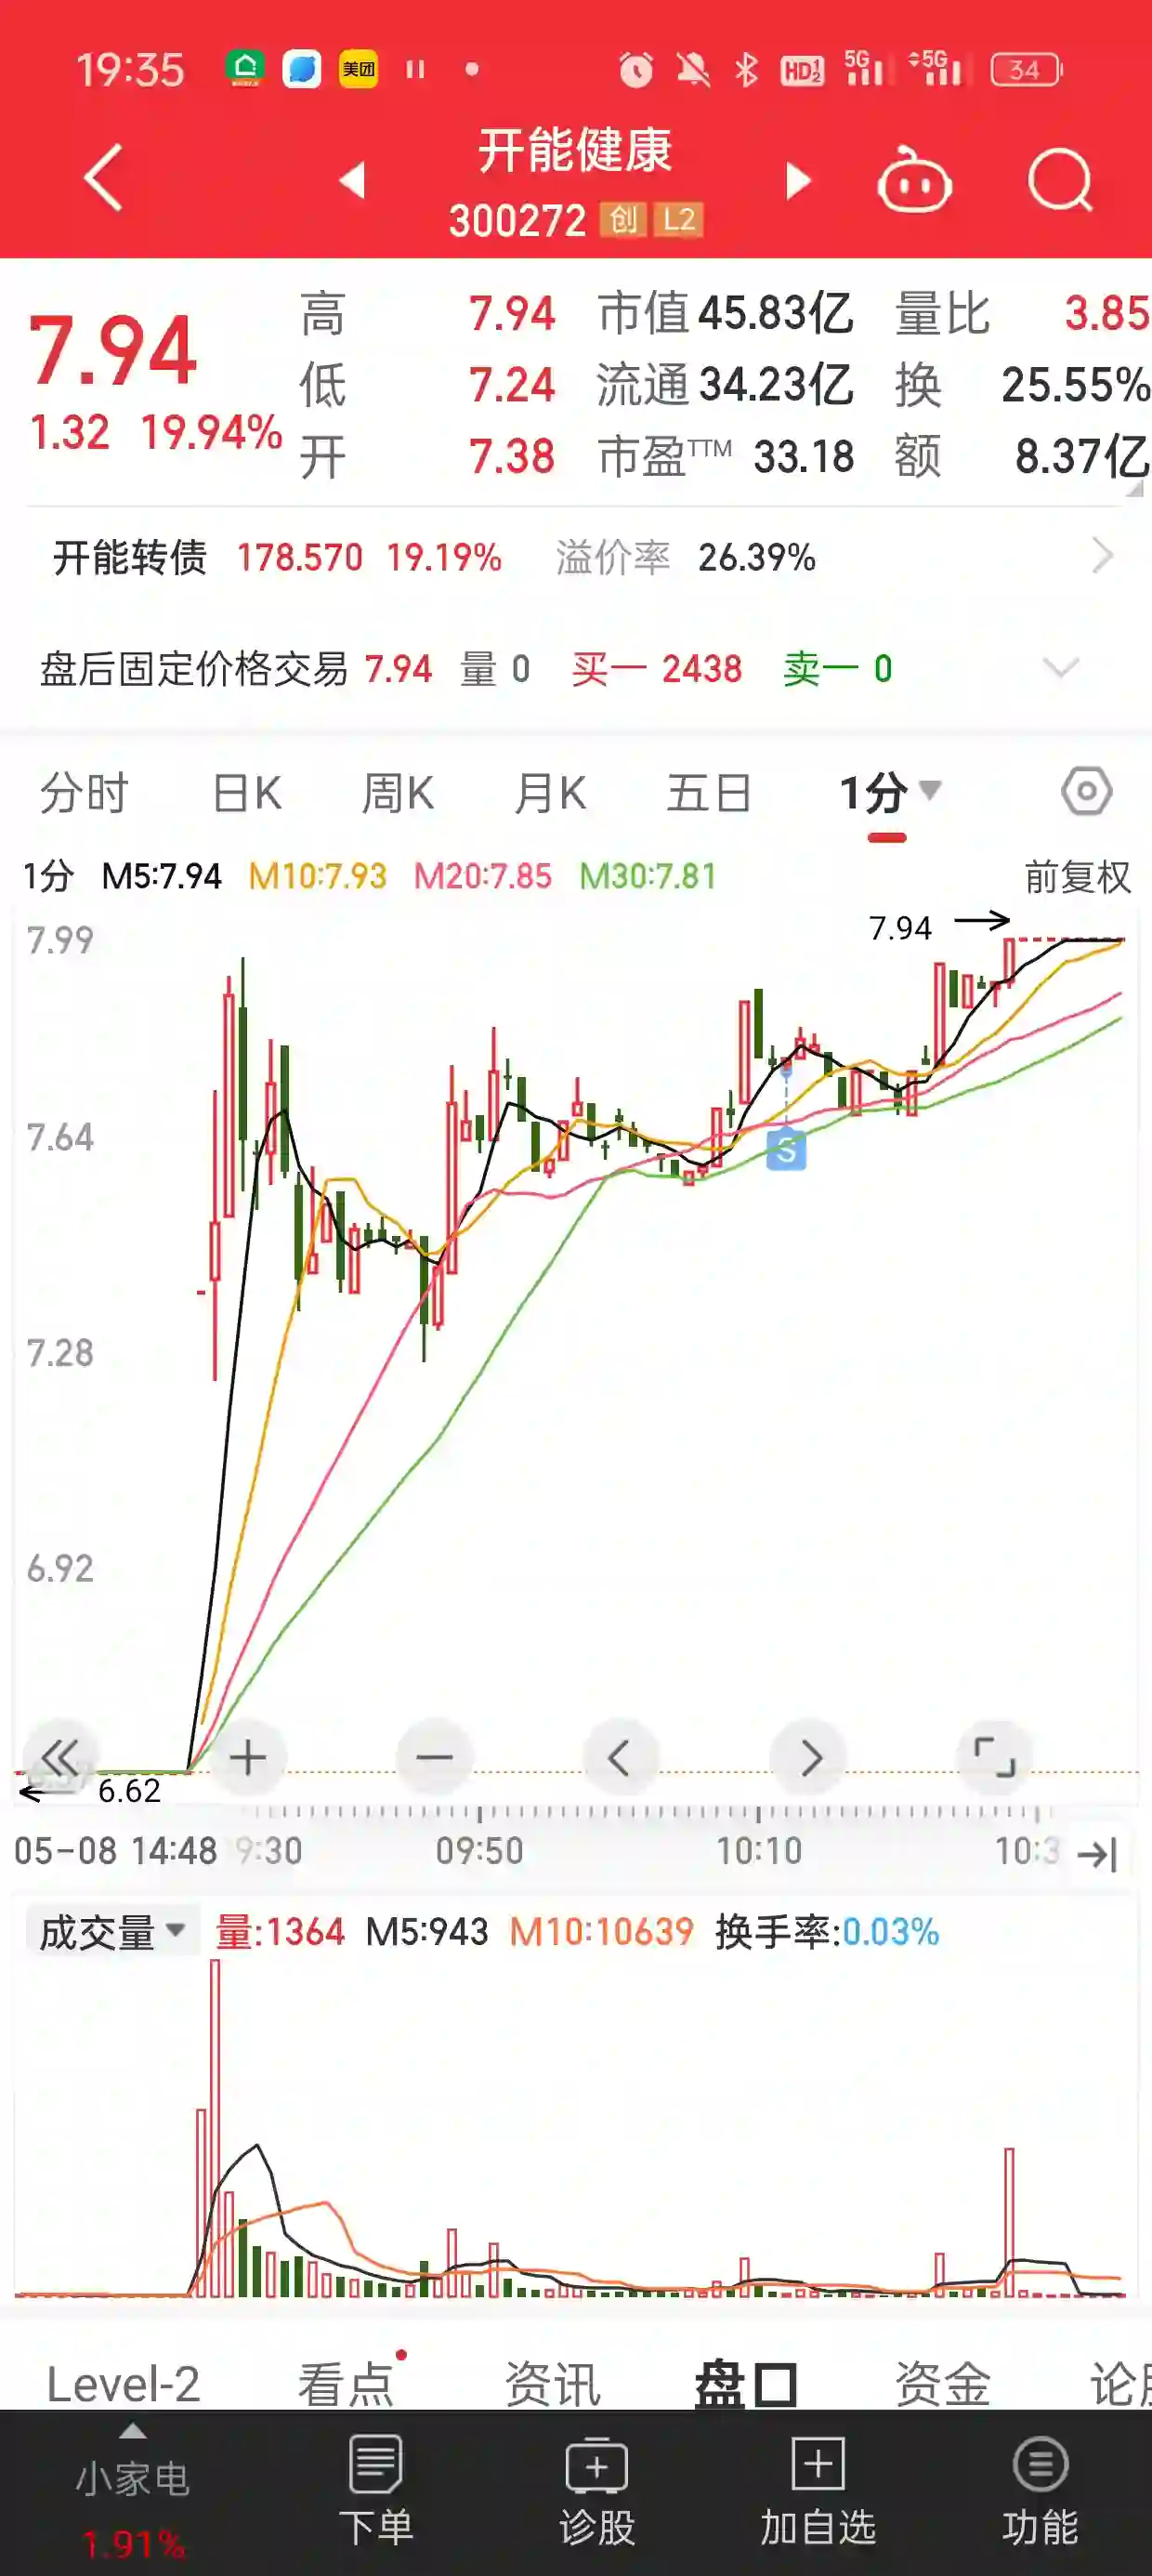 19:35 美团 HD 1 2 5G 5G 34
开能健康
300272 创 L2
7.94
1.32 19.94%
高 7.94 市值 45.83亿 量比 3.85
低 7.24 流通 34.23亿 换 25.55%
开 7.38 市盈TTM 33.18 额 8.37亿
开能转债 178.570 19.19% 溢价率 26.39%
盘后固定价格交易 7.94 量 0 买一 2438 卖一 0
分时 日K 周K 月K 五日 1分
1分 M5:7.94 M10:7.93 M20:7.85 M30:7.81 前复权
7.94
7.99
7.64
S
7.28
6.92
6.62
05-08 14:48 9:30 09:50 10:10 10:3
成交量 量:1364 M5:943 M10:10639 换手率:0.03%
Level-2 看点 资讯 盘口 资金 论
小家电 下单 诊股 加自选 功能
1.91%